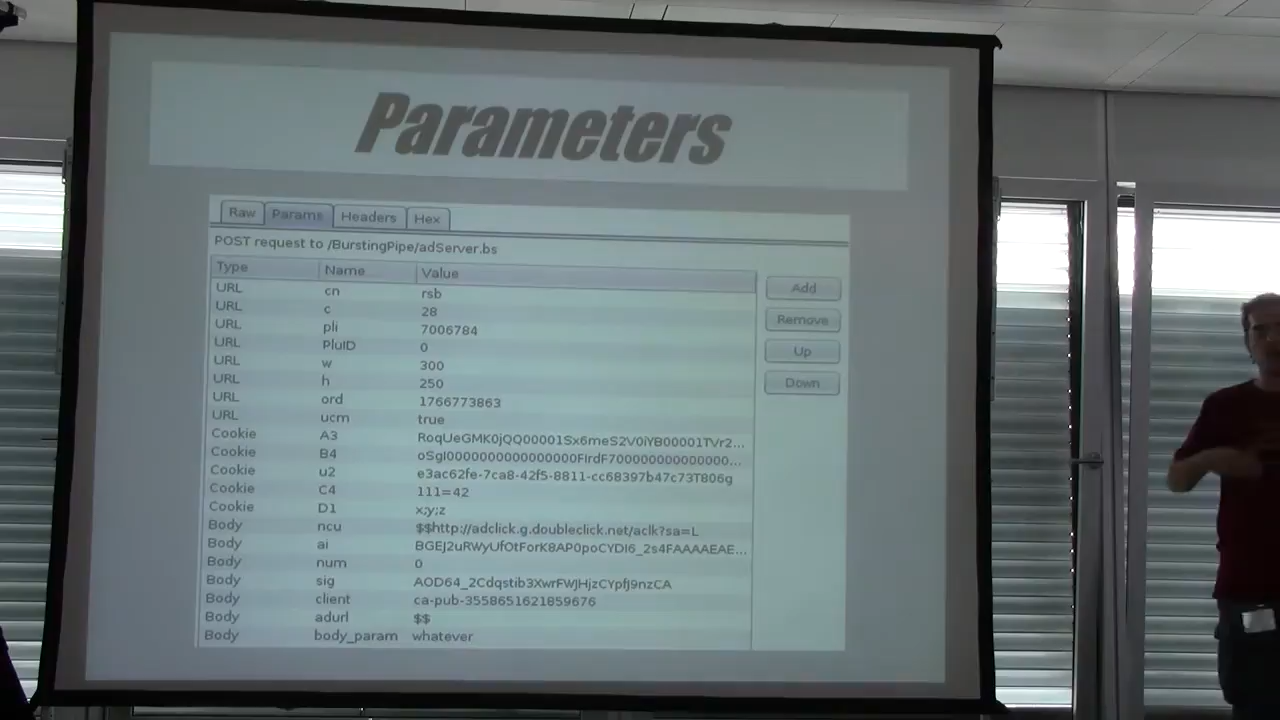 Parameters
Raw Params Headers Hex
POST request to /BurstingPipe/adServer.bs
Type Name Value
URL cn rsb
URL c 28
URL pli 7006784
URL PluID 0
URL w 300
URL h 250
URL ord 1766773863
URL ucm true
Cookie A3 RoqUeGMK0jQQ00001Sx6meS2V0iYB00001TVr2...
Cookie B4 oSgI0000000000000000FIrdF700000000000000...
Cookie u2 e3ac62fe-7ca8-42f5-8811-cc68397b47c73T806g
Cookie C4 111=42
Cookie D1 x;y;z
Body ncu $$http://adclick.g.doubleclick.net/aclk?sa=L
Body ai BGEJ2uRWyUfOtForK8AP0poCYDI6_2s4FAAAAEAE...
Body num 0
Body sig AOD64_2Cdqstib3XwrFWJHjzCYpfJ9nzCA
Body client ca-pub-3558651621859676
Body adurl $$
Body body_param whatever
Add
Remove
Up
Down